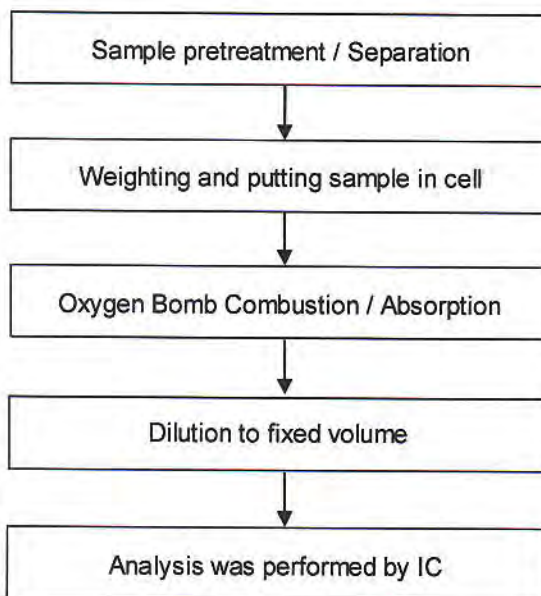 Sample pretreatment / Separation
Weighting and putting sample in cell
Oxygen Bomb Combustion / Absorption
Dilution to fixed volume
Analysis was performed by IC